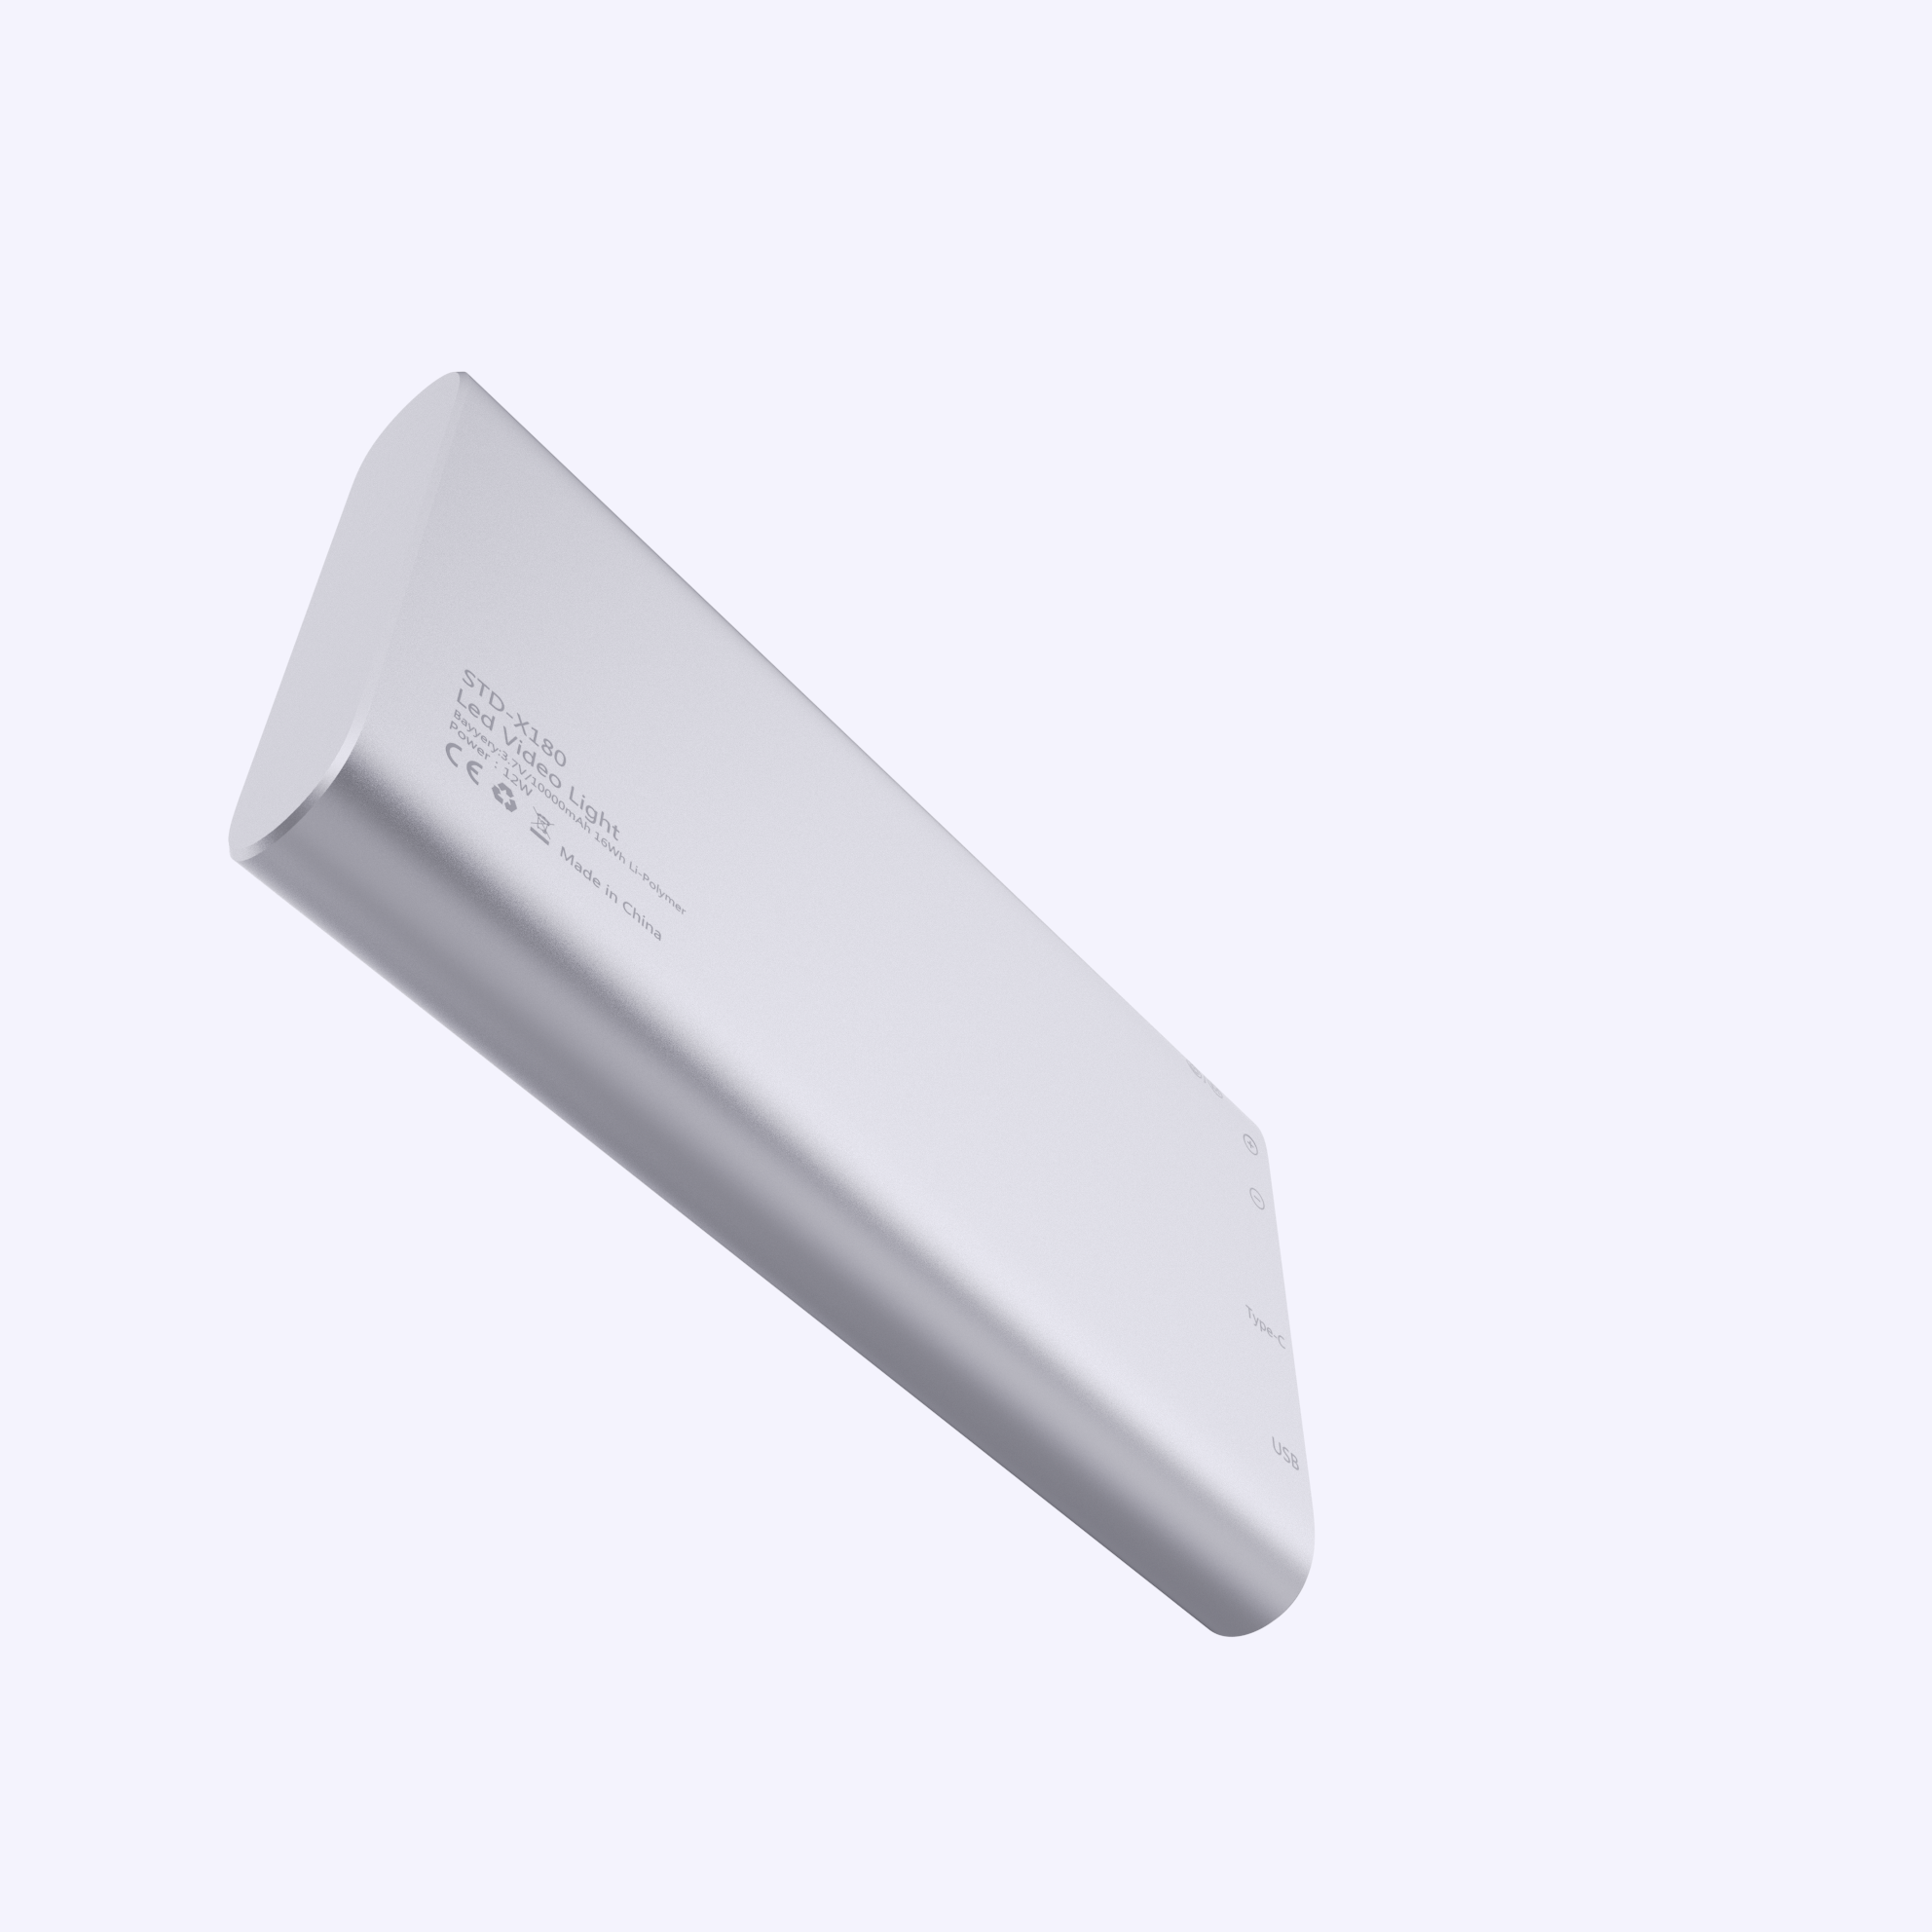 STD-X180
Led Video Light
Bayyery:3.7V/10000mAh 16Wh Li-Polymer
Power : 12W
CE
Made in China
Type-C
USB